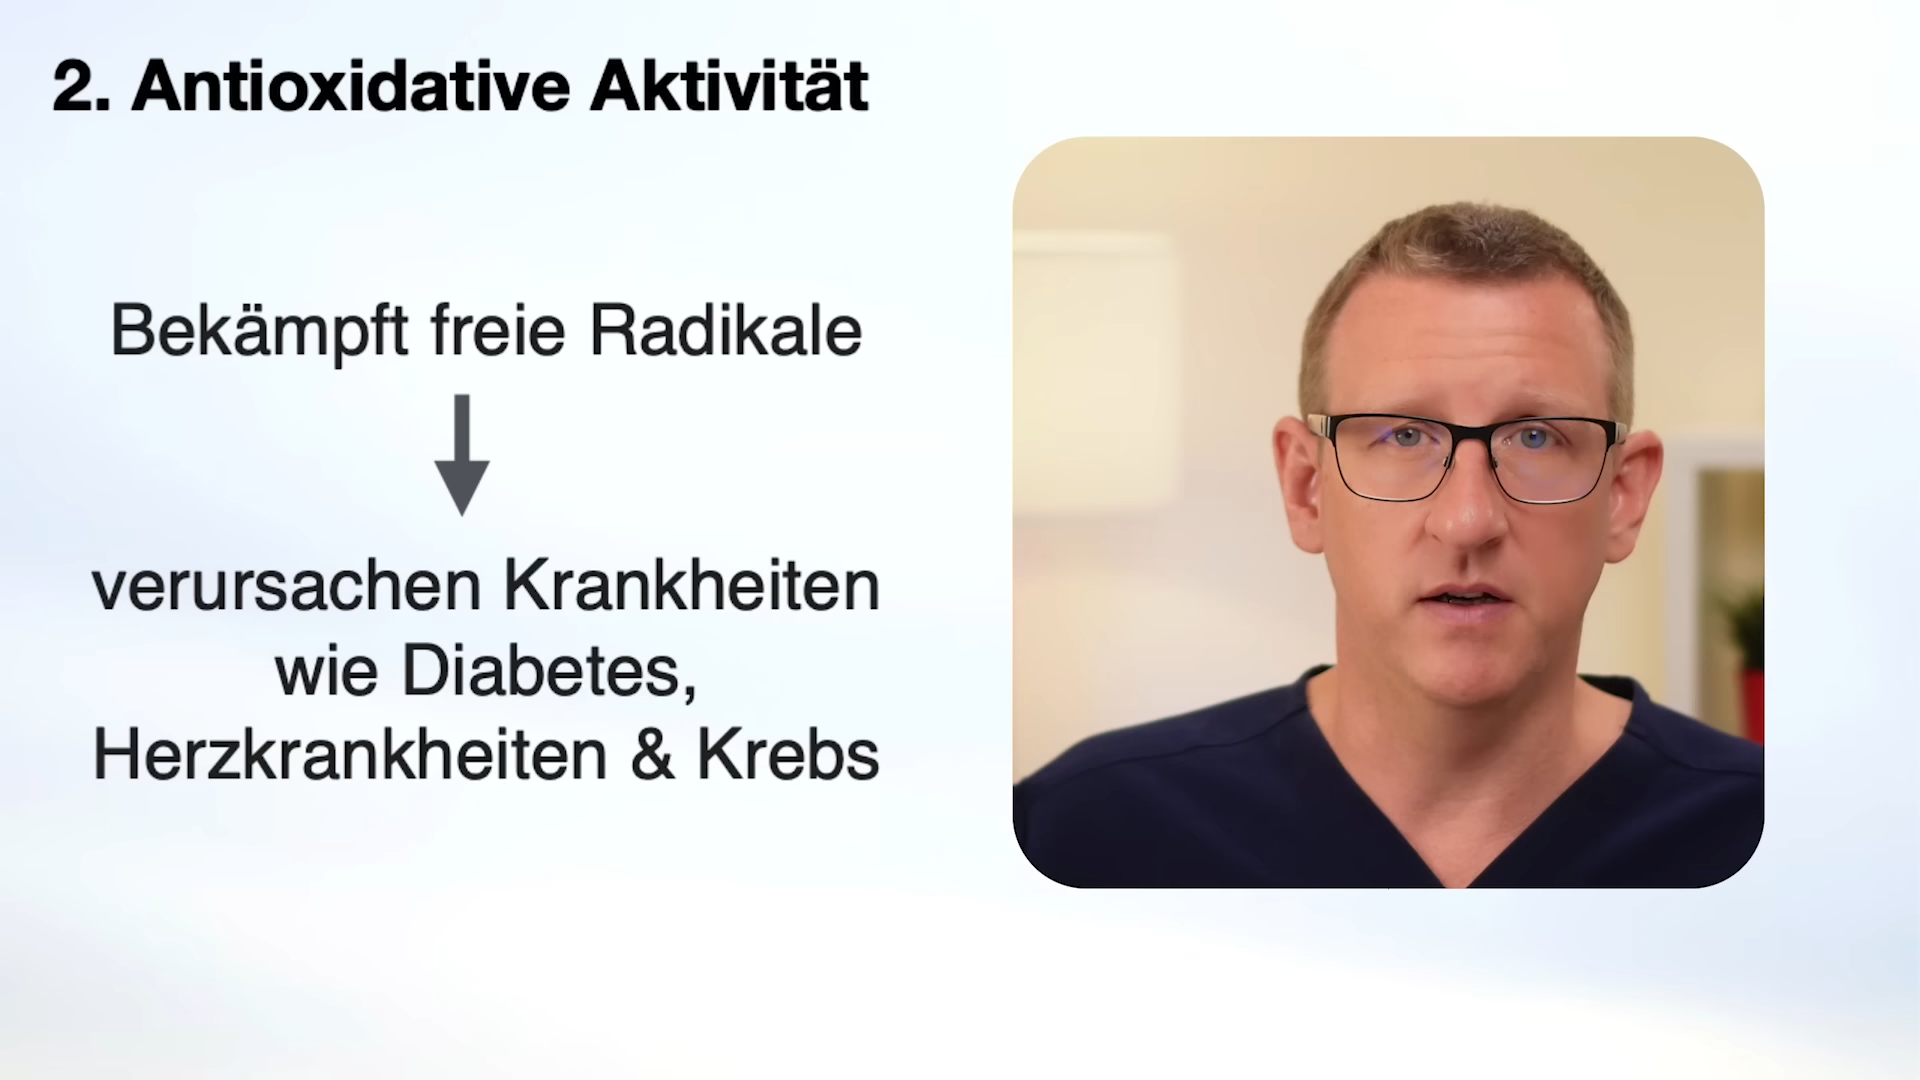 2. Antioxidative Aktivität
Bekämpft freie Radikale
verursachen Krankheiten
wie Diabetes,
Herzkrankheiten & Krebs